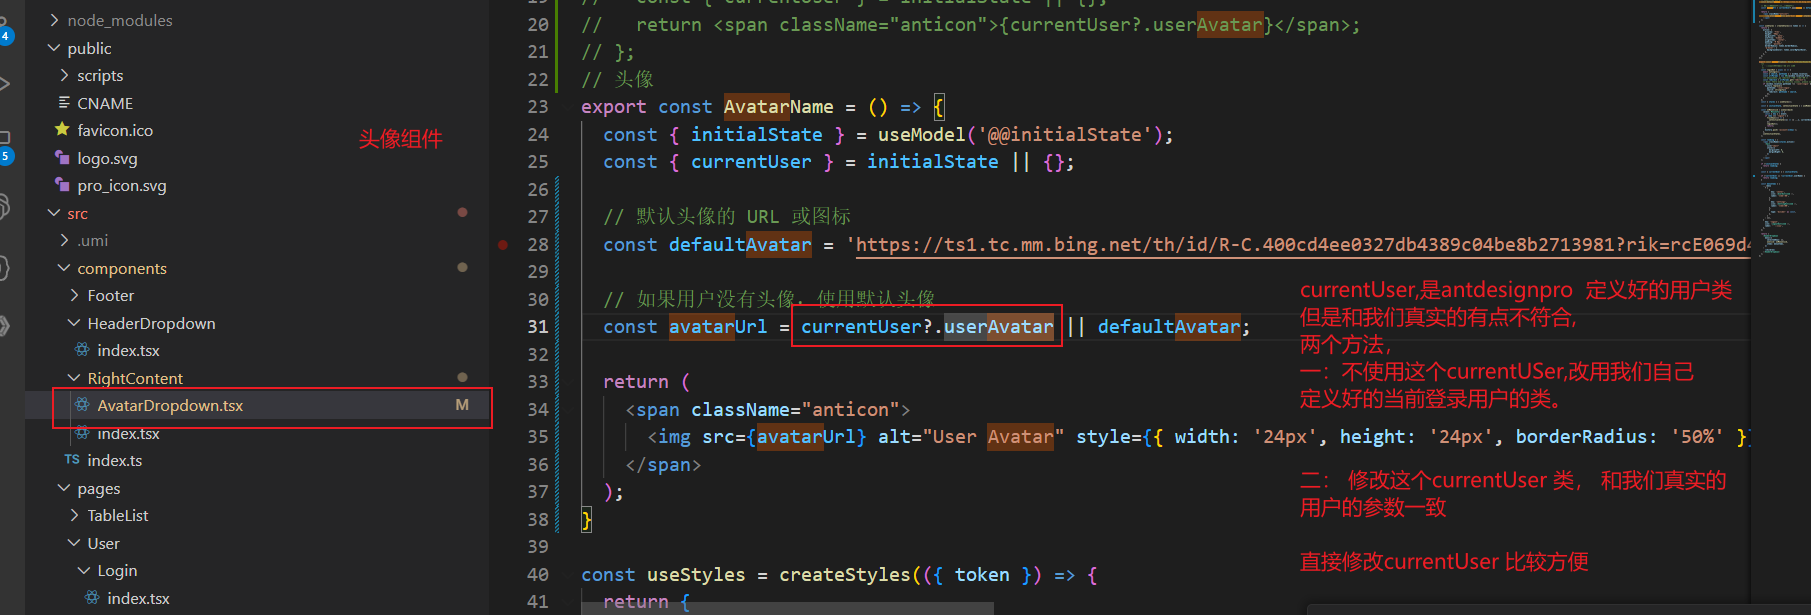 node_modules
public
scripts
CNAME
favicon.ico
logo.svg
pro_icon.svg
src
.umi
components
Footer
HeaderDropdown
index.tsx
RightContent
AvatarDropdown.tsx M
index.tsx
index.ts
pages
TableList
User
Login
index.tsx
4
5
头像组件
20 //   return <span className="anticon">{currentUser?.userAvatar}</span>;
21 // };
22 // 头像
23 export const AvatarName = () => {
24   const { initialState } = useModel('@@initialState');
25   const { currentUser } = initialState || {};
26
27   // 默认头像的 URL 或图标
28   const defaultAvatar = 'https://ts1.tc.mm.bing.net/th/id/R-C.400cd4ee0327db4389c04be8b2713981?rik=rcE069d4
29
30   // 如果用户没有头像，使用默认头像
31   const avatarUrl = currentUser?.userAvatar || defaultAvatar;
32
33   return (
34     <span className="anticon">
35       <img src={avatarUrl} alt="User Avatar" style={{ width: '24px', height: '24px', borderRadius: '50%' }}
36     </span>
37   );
38 }
39
40 const useStyles = createStyles(({ token }) => {
41   return {
currentUser,是antdesignpro 定义好的用户类
但是和我们真实的有点不符合,
两个方法，
一：不使用这个currentUSer,改用我们自己
定义好的当前登录用户的类。
二： 修改这个currentUser 类， 和我们真实的
用户的参数一致
直接修改currentUser 比较方便